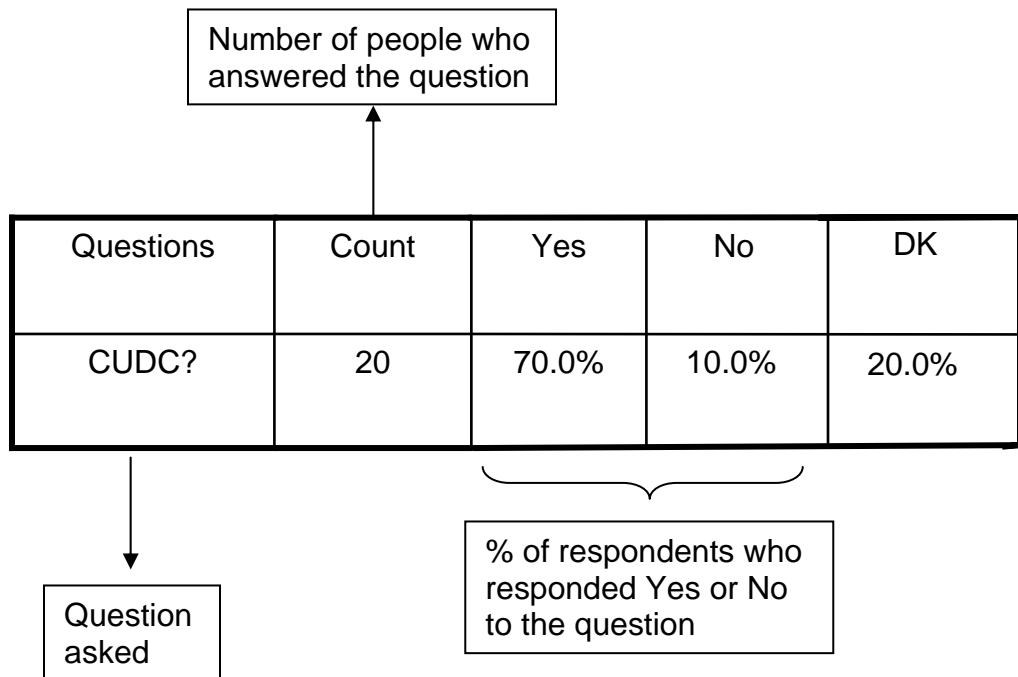 Number of people who
answered the question
Questions Count Yes No DK
CUDC? 20 70.0% 10.0% 20.0%
% of respondents who
responded Yes or No
to the question
Question
asked